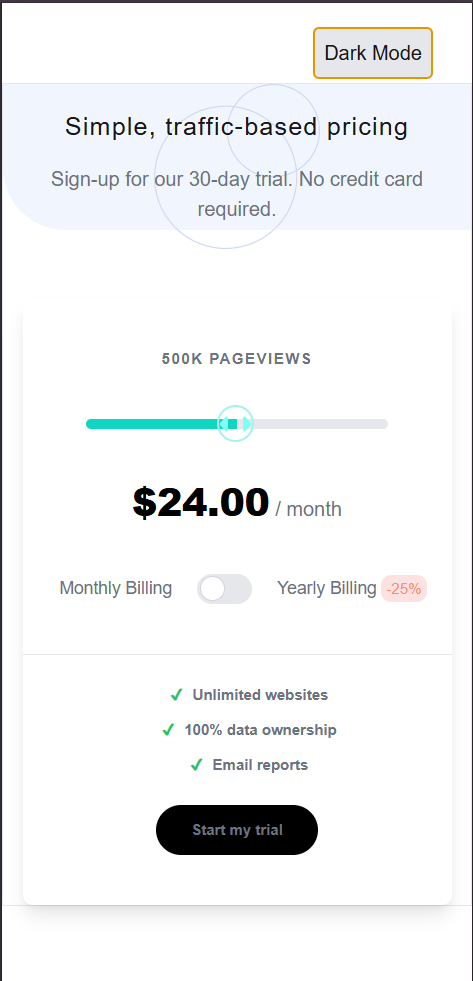 Dark Mode
Simple, traffic-based pricing
Sign-up for our 30-day trial. No credit card
required.
500K PAGEVIEWS
$24.00 / month
Monthly Billing Yearly Billing -25%
✔ Unlimited websites
✔ 100% data ownership
✔ Email reports
Start my trial